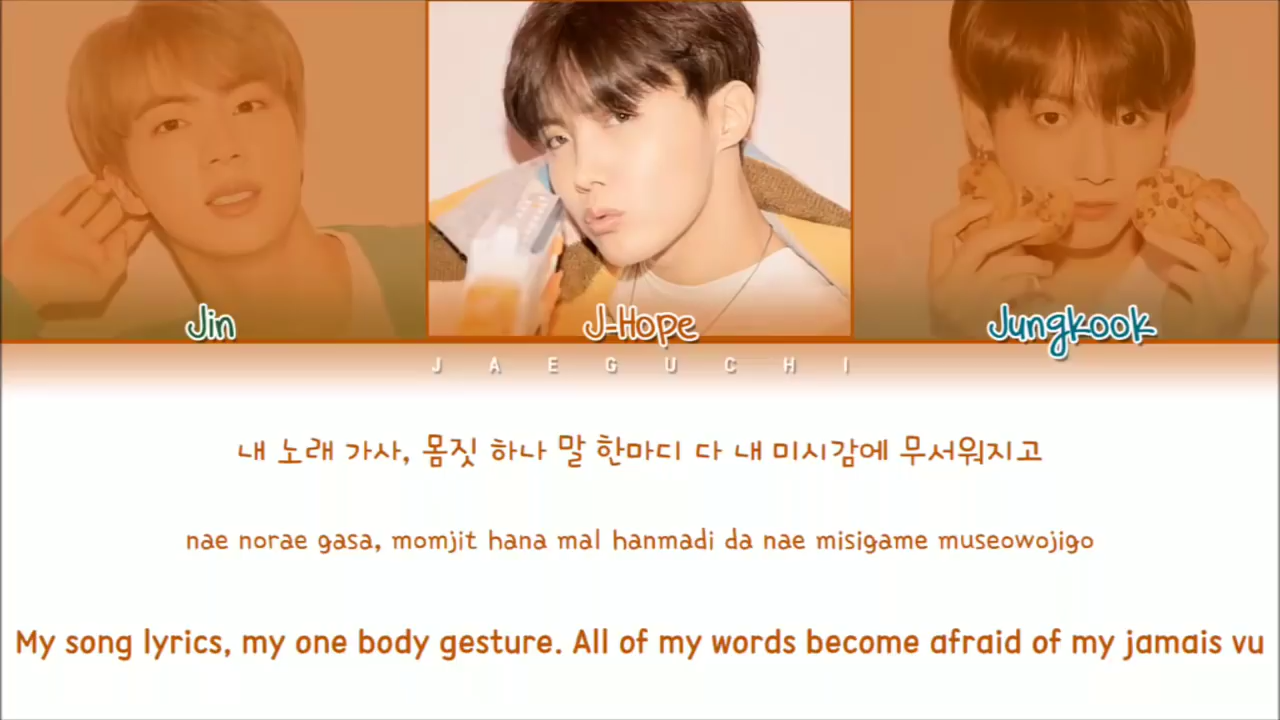 Jin
J-Hope
Jungkook
JAEGUCHI
내 노래 가사, 몸짓 하나 말 한마디 다 내 미시감에 무서워지고
nae norae gasa, momjit hana mal hanmadi da nae misigame museowojigo
My song lyrics, my one body gesture. All of my words become afraid of my jamais vu